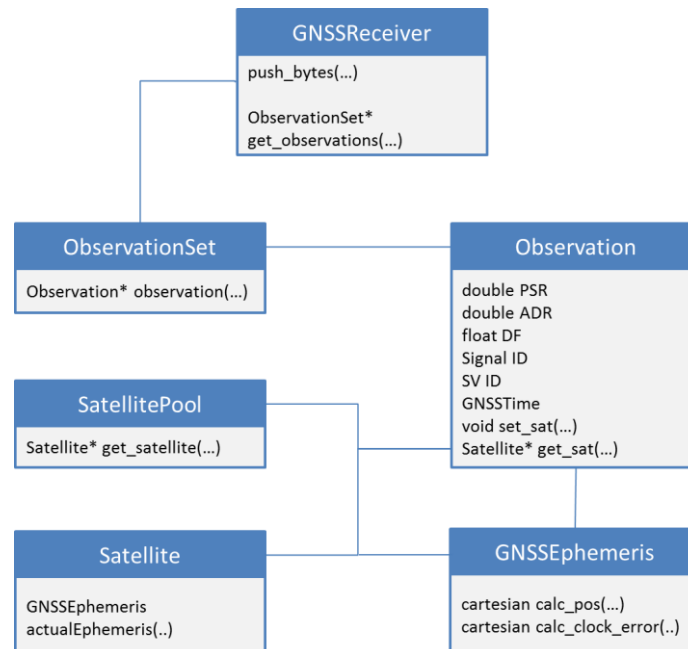 GNSSReceiver
push_bytes(...)
ObservationSet*
get_observations(...)
ObservationSet
Observation* observation(...)
Observation
double PSR
double ADR
float DF
Signal ID
SV ID
GNSSTime
void set_sat(...)
Satellite* get_sat(...)
SatellitePool
Satellite* get_satellite(...)
Satellite
GNSSEphemeris
actualEphemeris(..)
GNSSEphemeris
cartesian calc_pos(...)
cartesian calc_clock_error(..)